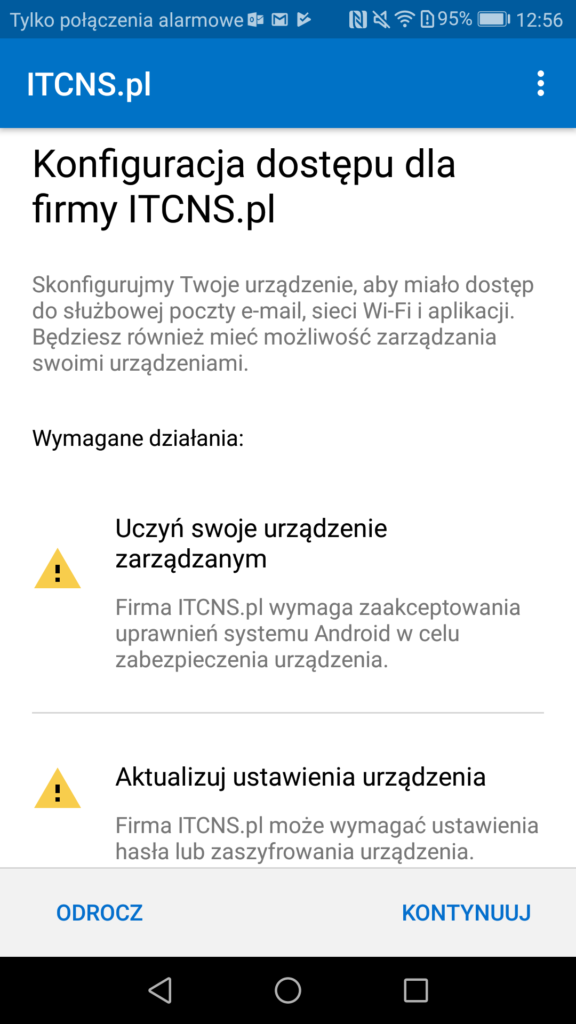 Tylko połączenia alarmowe 95% 12:56
ITCNS.pl
Konfiguracja dostępu dla
firmy ITCNS.pl
Skonfigurujmy Twoje urządzenie, aby miało dostęp
do służbowej poczty e-mail, sieci Wi-Fi i aplikacji.
Będziesz również mieć możliwość zarządzania
swoimi urządzeniami.
Wymagane działania:
Uczyń swoje urządzenie
zarządzanym
Firma ITCNS.pl wymaga zaakceptowania
uprawnień systemu Android w celu
zabezpieczenia urządzenia.
Aktualizuj ustawienia urządzenia
Firma ITCNS.pl może wymagać ustawienia
hasła lub zaszyfrowania urządzenia.
ODROCZ KONTYNUUJ